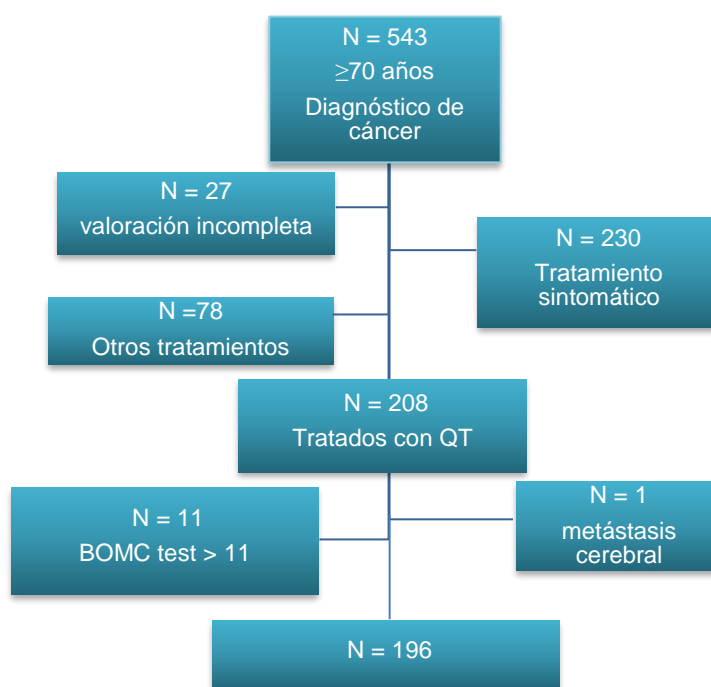 N = 543
≥70 años
Diagnóstico de
cáncer
N = 27
valoración incompleta
N = 230
Tratamiento
sintomático
N =78
Otros tratamientos
N = 208
Tratados con QT
N = 11
BOMC test > 11
N = 1
metástasis
cerebral
N = 196